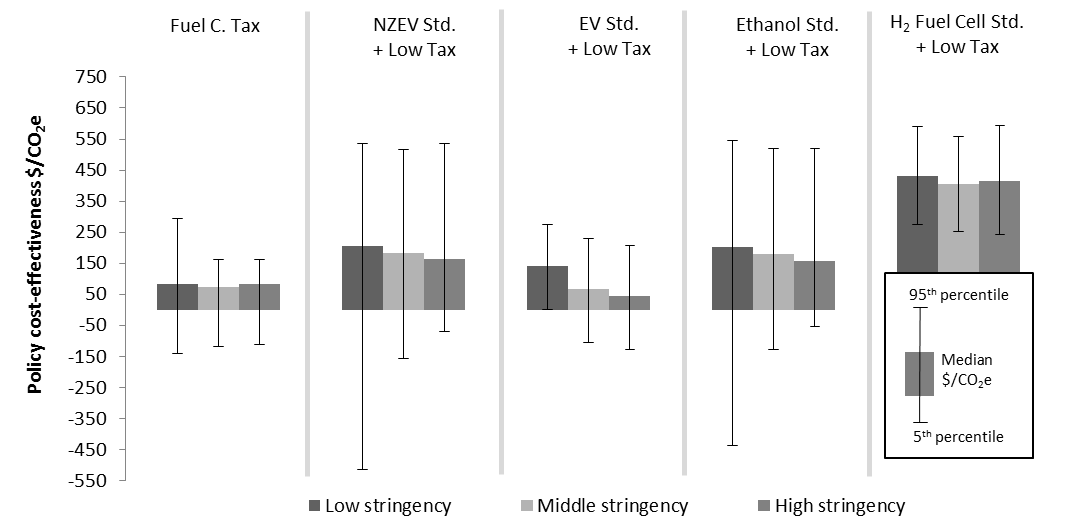 Fuel C. Tax
NZEV Std.
+ Low Tax
EV Std.
+ Low Tax
Ethanol Std.
+ Low Tax
H₂ Fuel Cell Std.
+ Low Tax
Policy cost-effectiveness $/CO₂e
750
650
550
450
350
250
150
50
-50
-150
-250
-350
-450
-550
95th percentile
Median
$/CO₂e
5th percentile
Low stringency
Middle stringency
High stringency